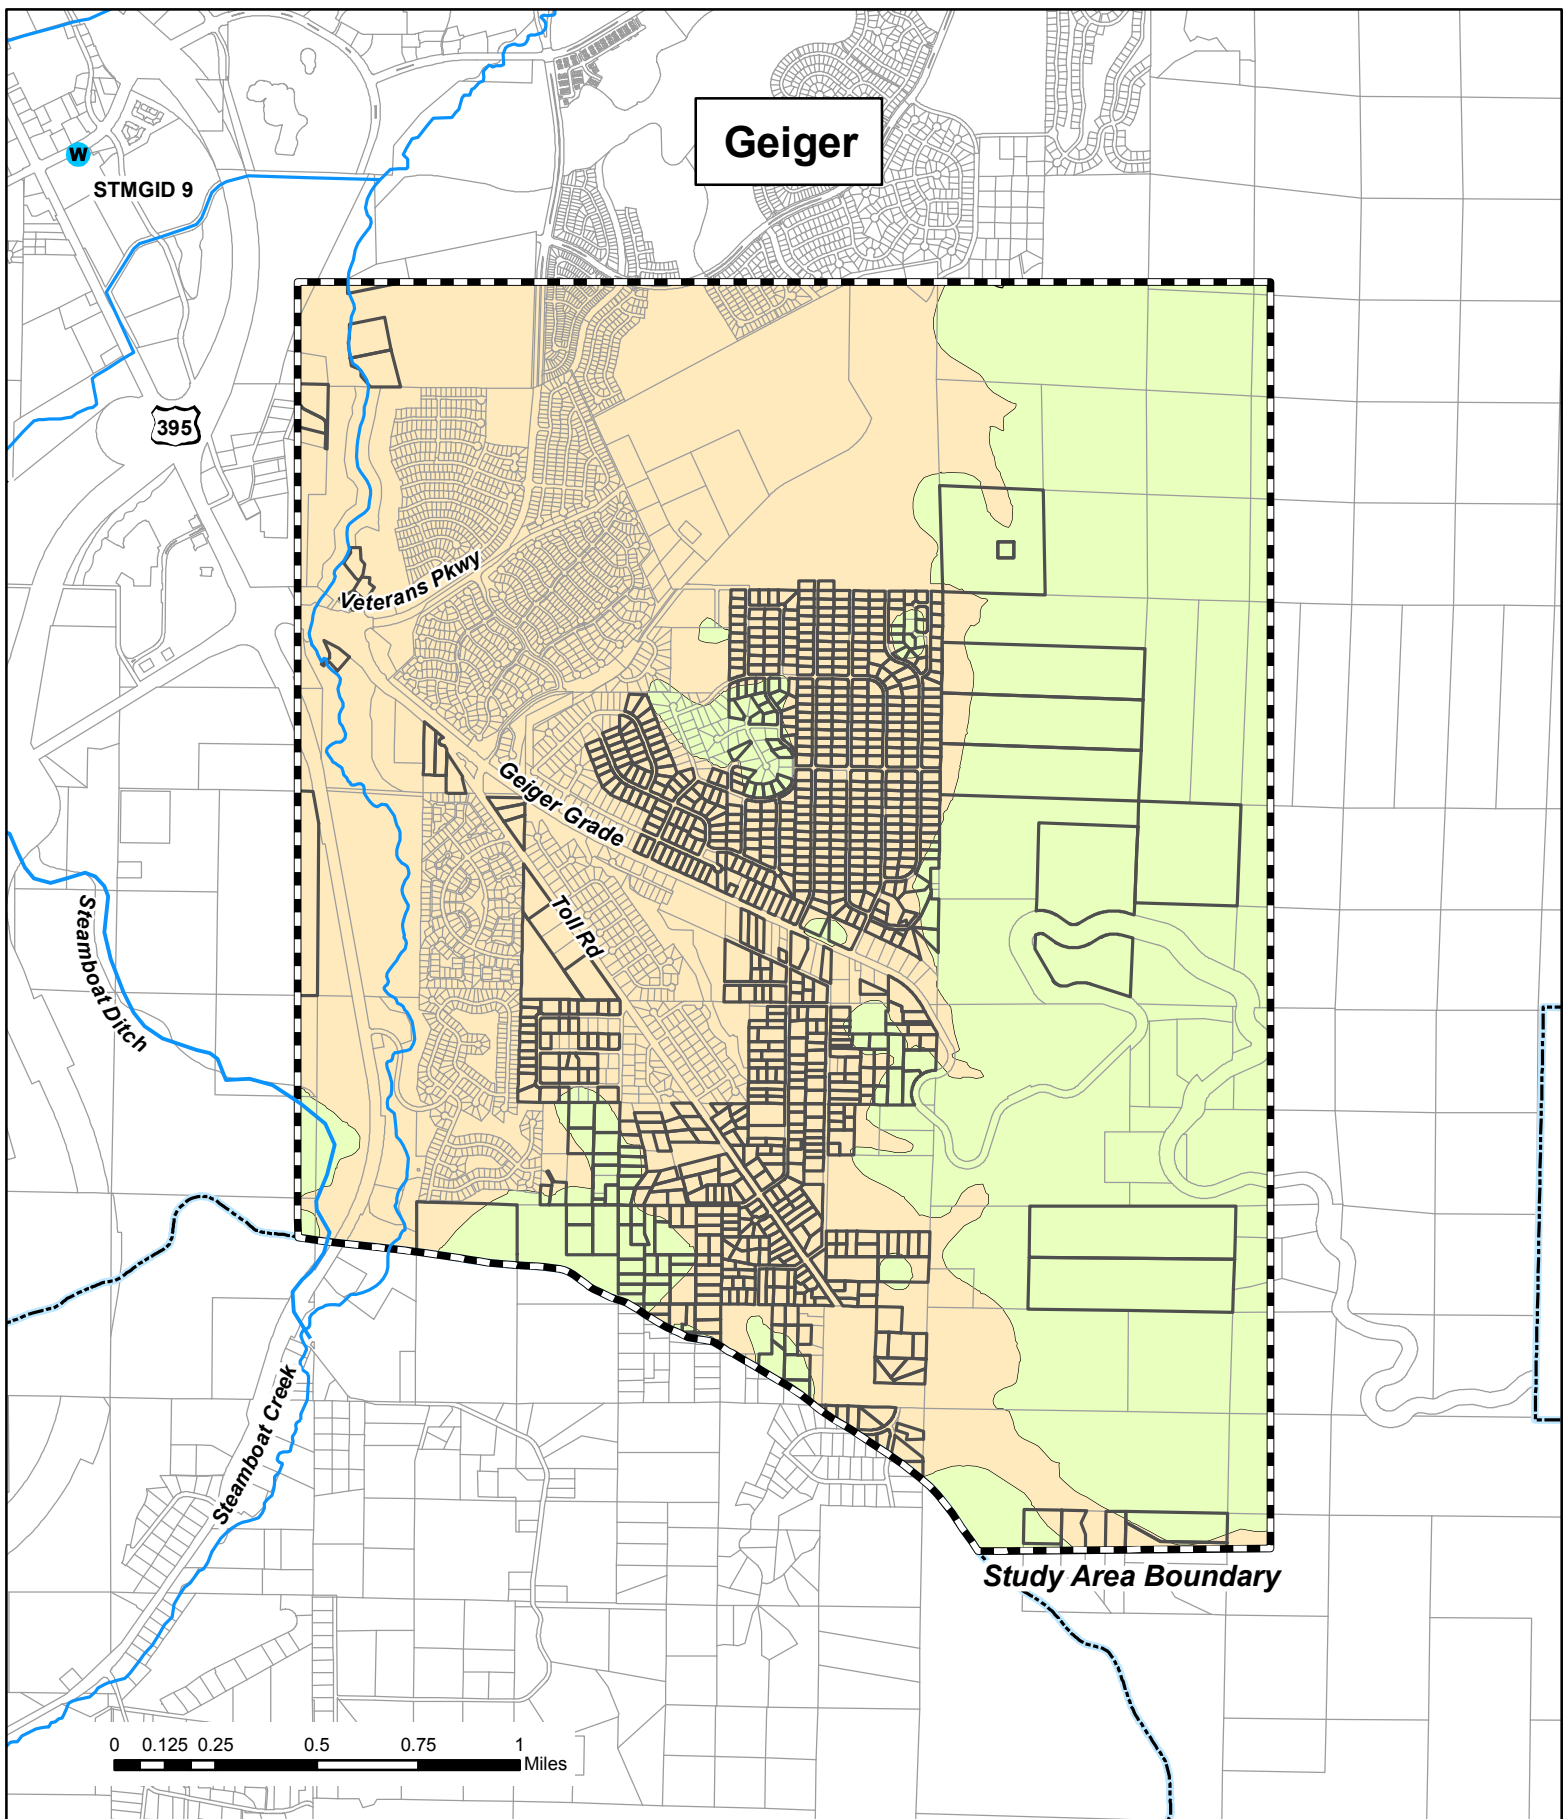 Geiger
W
STMGID 9
395
Veterans Pkwy
Geiger Grade
Toll Rd
Steamboat Ditch
Steamboat Creek
Study Area Boundary
0 0.125 0.25 0.5 0.75 1
Miles